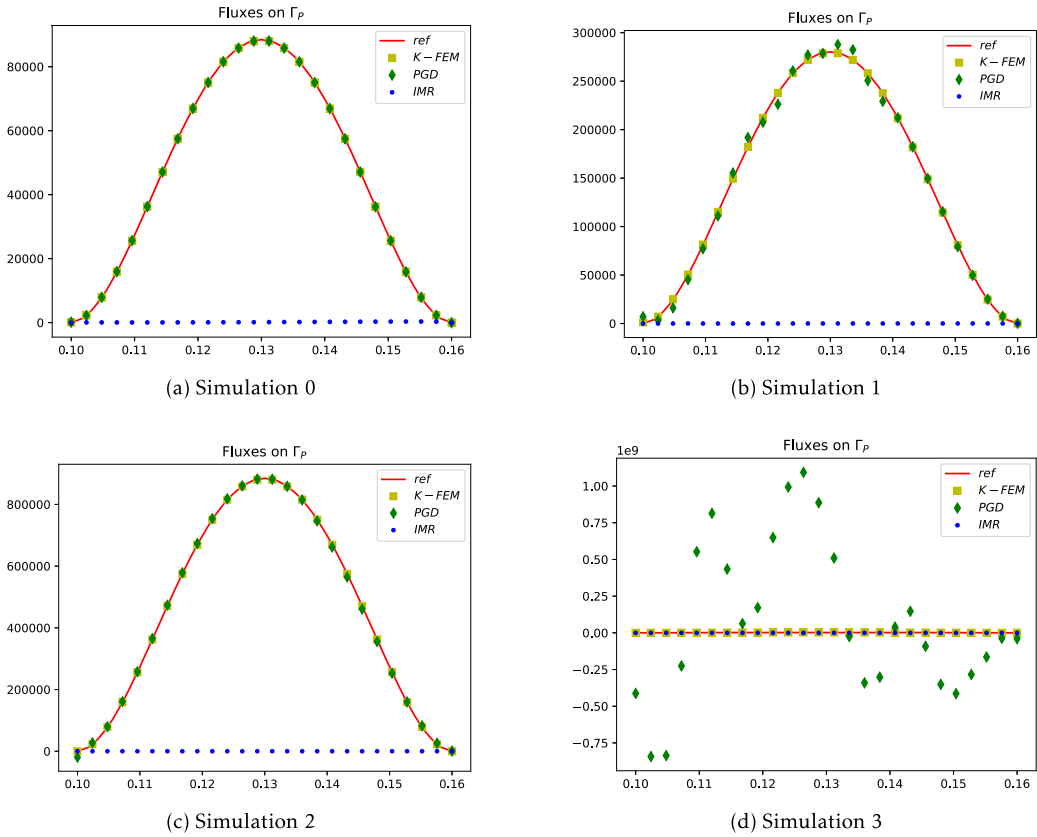 Fluxes on Γ_P
ref
K − FEM
PGD
IMR
80000
60000
40000
20000
0
0.10 0.11 0.12 0.13 0.14 0.15 0.16
(a) Simulation 0
Fluxes on Γ_P
ref
K − FEM
PGD
IMR
300000
250000
200000
150000
100000
50000
0
0.10 0.11 0.12 0.13 0.14 0.15 0.16
(b) Simulation 1
Fluxes on Γ_P
ref
K − FEM
PGD
IMR
800000
600000
400000
200000
0
0.10 0.11 0.12 0.13 0.14 0.15 0.16
(c) Simulation 2
Fluxes on Γ_P
1e9
ref
K − FEM
PGD
IMR
1.00
0.75
0.50
0.25
0.00
−0.25
−0.50
−0.75
0.10 0.11 0.12 0.13 0.14 0.15 0.16
(d) Simulation 3